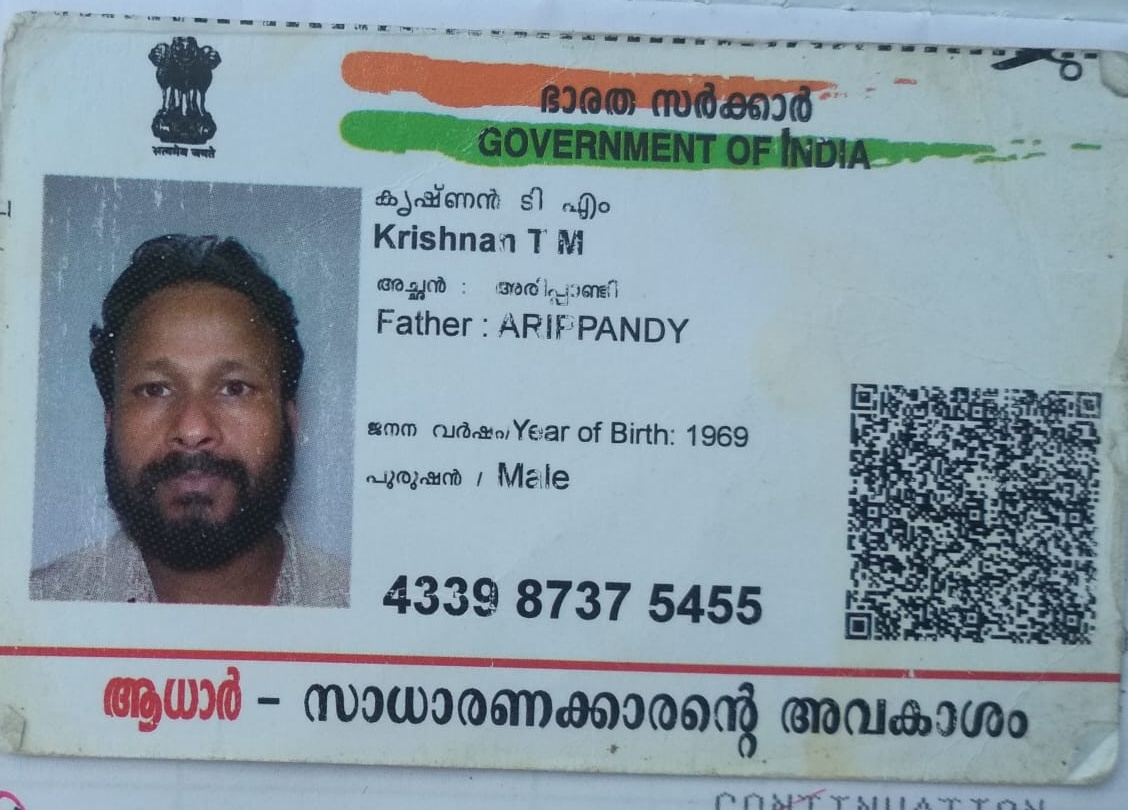 सत्यमेव जयते
ഭാരത സർക്കാർ
GOVERNMENT OF INDIA
കൃഷ്ണൻ ടി എം
Krishnan T M
അച്ഛൻ : അരിപ്പാണ്ടി
Father : ARIPPANDY
ജനന വർഷം/Year of Birth: 1969
പുരുഷൻ / Male
4339 8737 5455
ആധാർ – സാധാരണക്കാരന്റെ അവകാശം
CONTINUATION